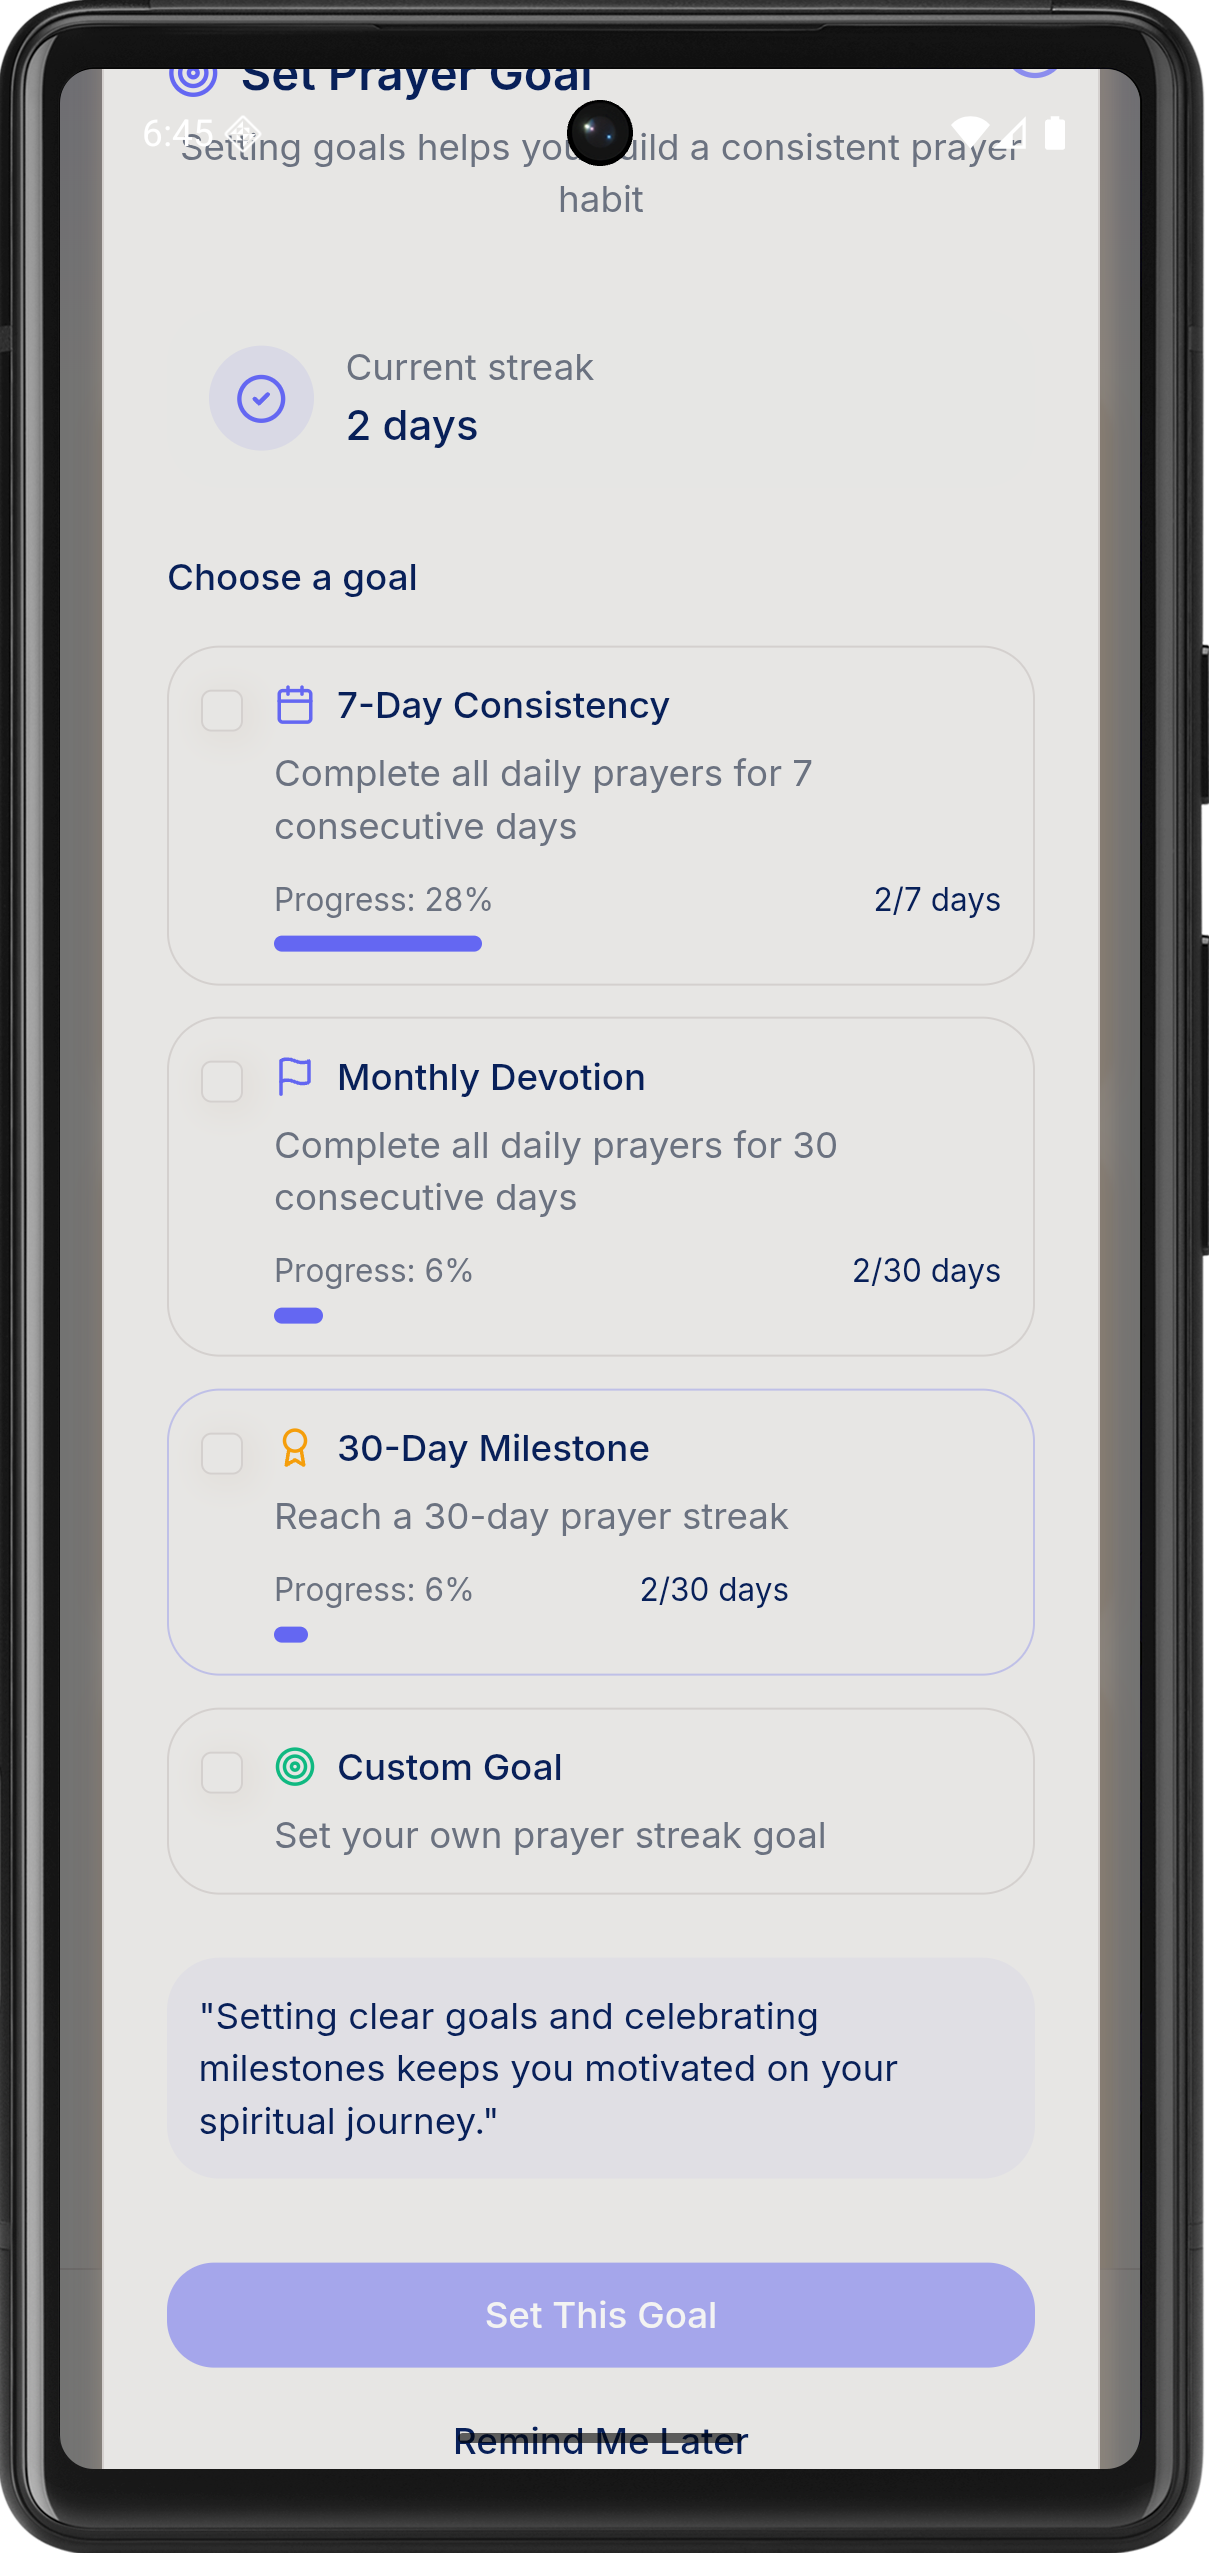 Set Prayer Goal
6:45
Setting goals helps you build a consistent prayer
habit
Current streak
2 days
Choose a goal
7-Day Consistency
Complete all daily prayers for 7
consecutive days
Progress: 28% 2/7 days
Monthly Devotion
Complete all daily prayers for 30
consecutive days
Progress: 6% 2/30 days
30-Day Milestone
Reach a 30-day prayer streak
Progress: 6% 2/30 days
Custom Goal
Set your own prayer streak goal
"Setting clear goals and celebrating
milestones keeps you motivated on your
spiritual journey."
Set This Goal
Remind Me Later